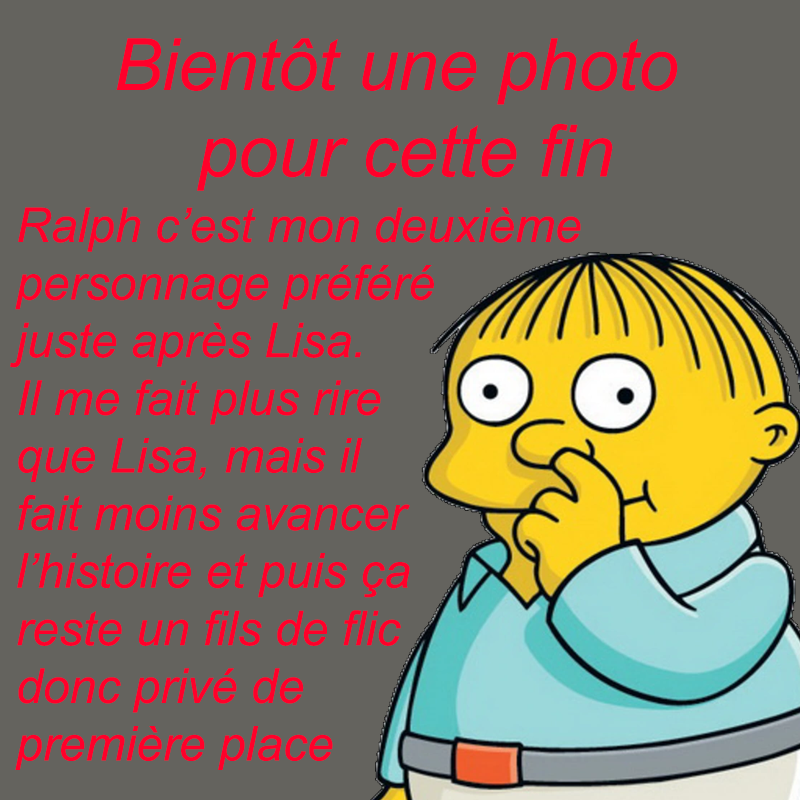 Bientôt une photo
pour cette fin
Ralph c’est mon deuxième
personnage préféré
juste après Lisa.
Il me fait plus rire
que Lisa, mais il
fait moins avancer
l’histoire et puis ça
reste un fils de flic
donc privé de
première place